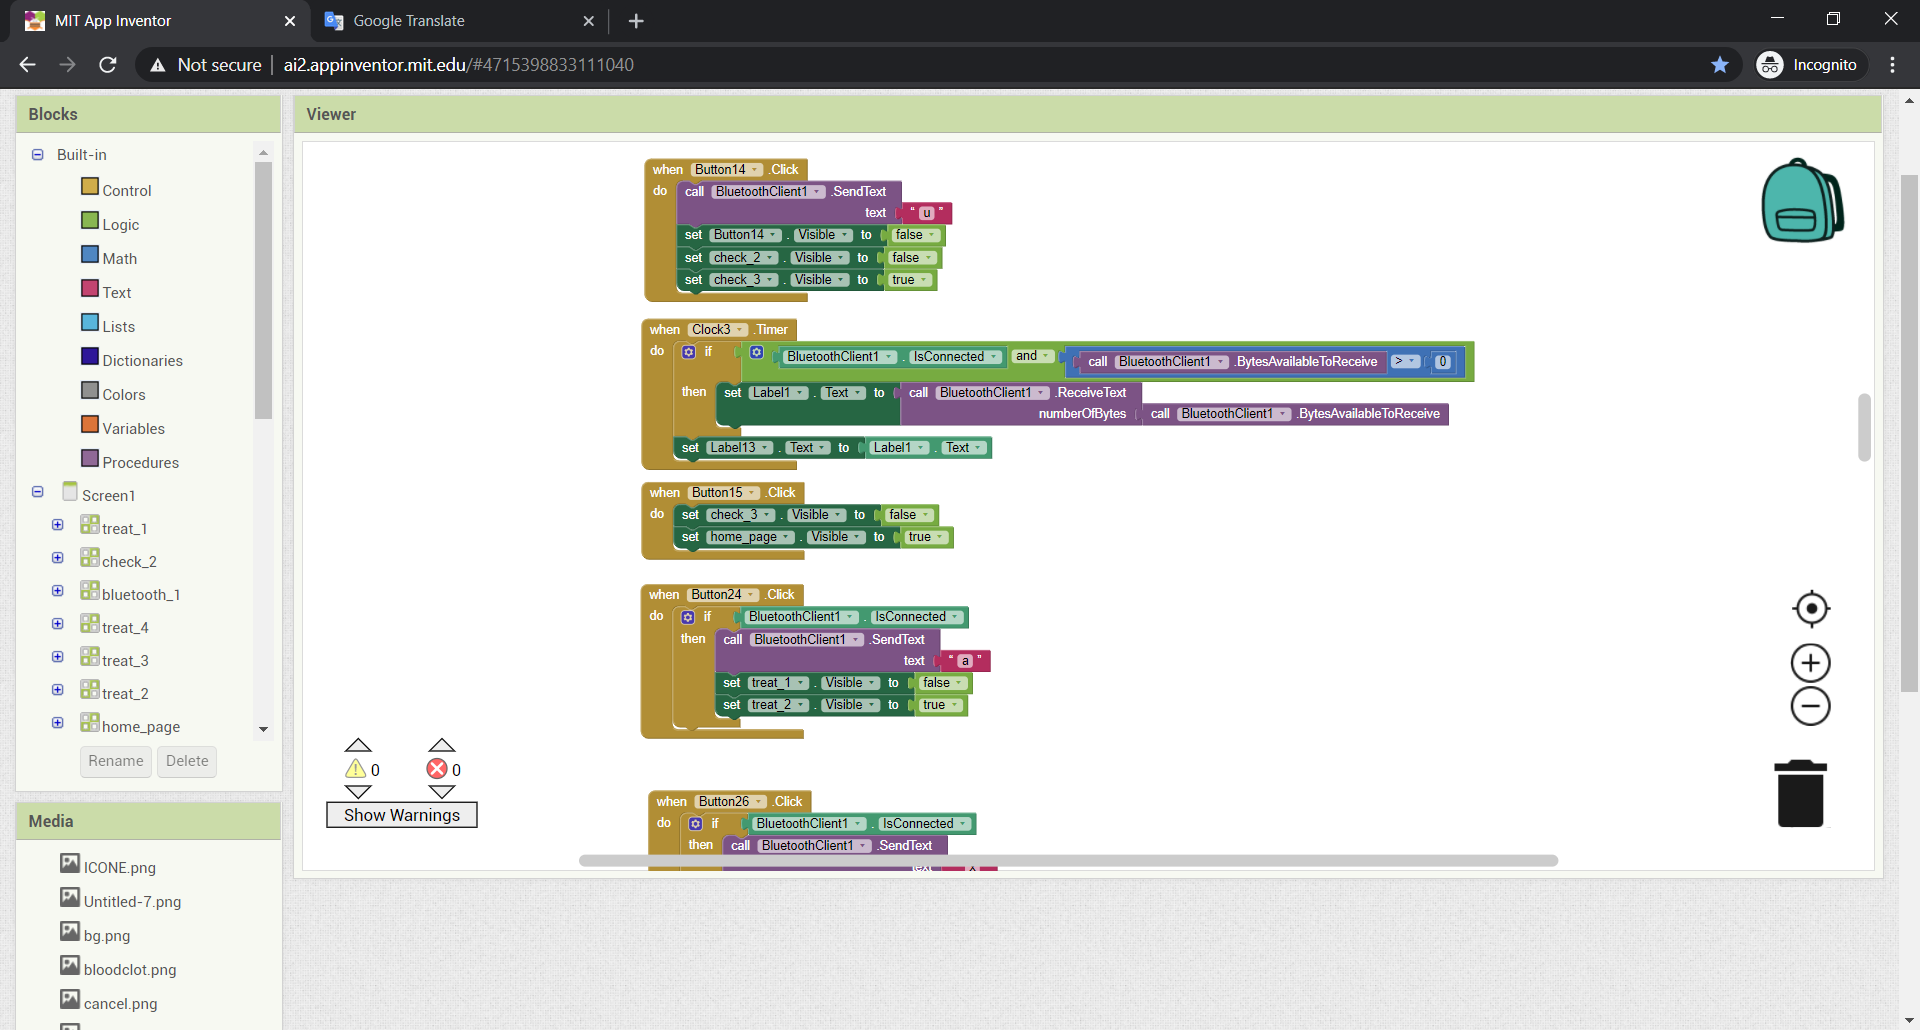 MIT App Inventor
Google Translate
Not secure
ai2.appinventor.mit.edu/#4715398833111040
Incognito
Blocks
Built-in
Control
Logic
Math
Text
Lists
Dictionaries
Colors
Variables
Procedures
Screen1
treat_1
check_2
bluetooth_1
treat_4
treat_3
treat_2
home_page
Rename Delete
Media
ICONE.png
Untitled-7.png
bg.png
bloodclot.png
cancel.png
Viewer
when Button14 .Click
do call BluetoothClient1 .SendText
text " u "
set Button14 . Visible to false
set check_2 . Visible to false
set check_3 . Visible to true
when Clock3 .Timer
do if BluetoothClient1 . IsConnected and call BluetoothClient1 .BytesAvailableToReceive > 0
then set Label1 . Text to call BluetoothClient1 .ReceiveText
numberOfBytes call BluetoothClient1 .BytesAvailableToReceive
set Label13 . Text to Label1 . Text
when Button15 .Click
do set check_3 . Visible to false
set home_page . Visible to true
when Button24 .Click
do if BluetoothClient1 . IsConnected
then call BluetoothClient1 .SendText
text " a "
set treat_1 . Visible to false
set treat_2 . Visible to true
when Button26 .Click
do if BluetoothClient1 . IsConnected
then call BluetoothClient1 .SendText
text
0 0
Show Warnings